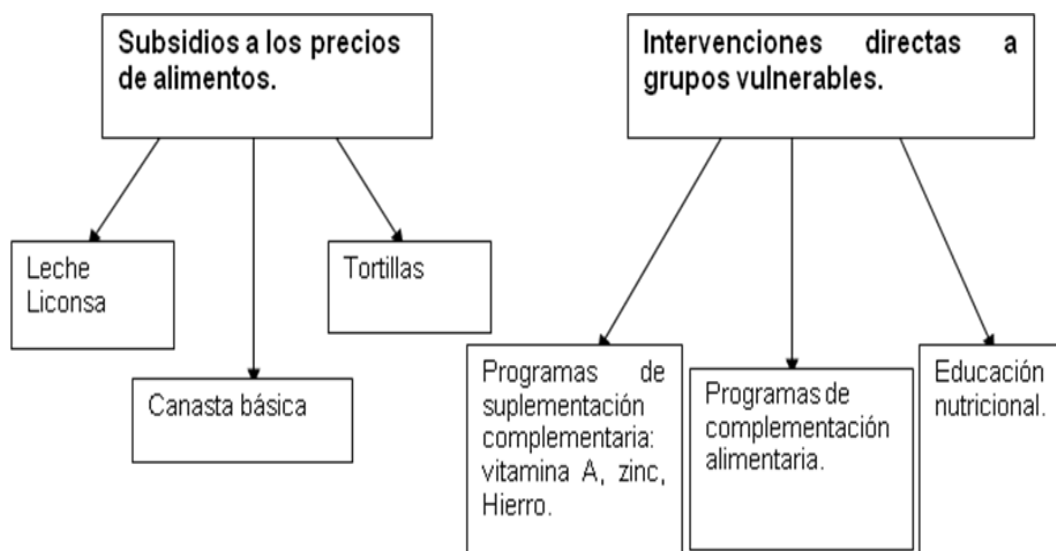 Subsidios a los precios
de alimentos.
Intervenciones directas a
grupos vulnerables.
Leche
Liconsa
Tortillas
Canasta básica
Programas de
suplementación
complementaria:
vitamina A, zinc,
Hierro.
Programas de
complementación
alimentaria.
Educación
nutricional.